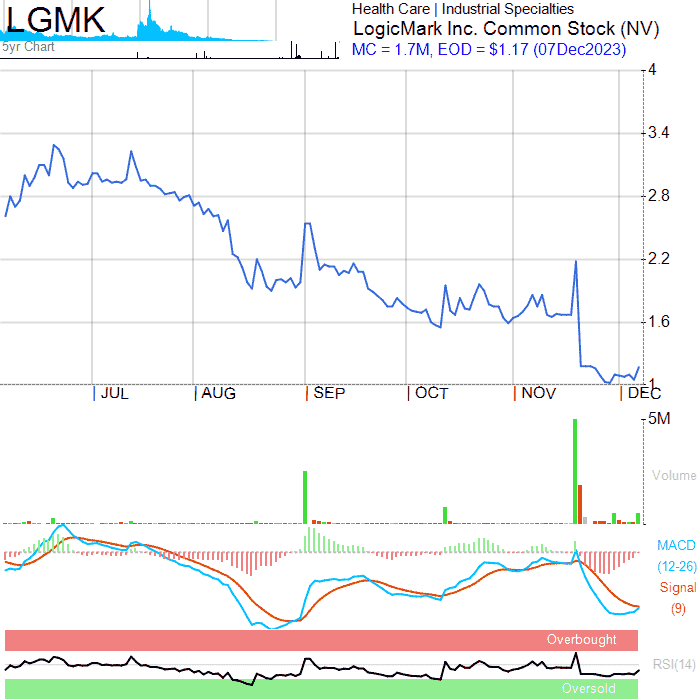 LGMK
5yr Chart
Health Care | Industrial Specialties
LogicMark Inc. Common Stock (NV)
MC = 1.7M, EOD = $1.17 (07Dec2023)
4
3.4
2.8
2.2
1.6
1
JUL AUG SEP OCT NOV DEC
5M
Volume
MACD
(12-26)
Signal
(9)
Overbought
RSI(14)
Oversold